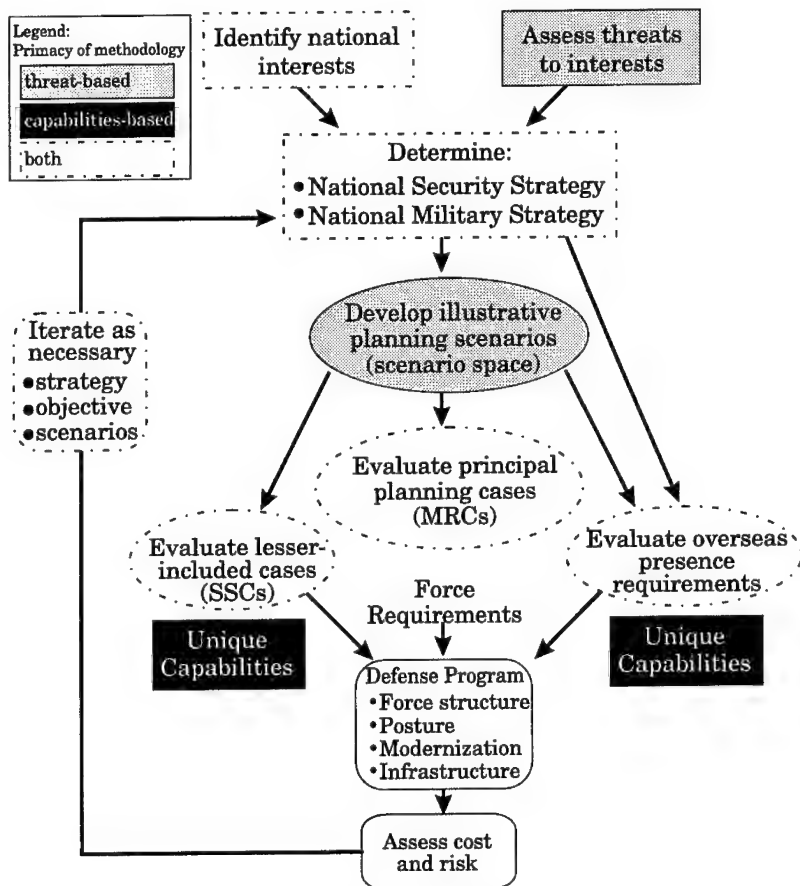 Legend:
Primacy of methodology
threat-based
capabilities-based
both
Identify national
interests
Assess threats
to interests
Determine:
• National Security Strategy
• National Military Strategy
Develop illustrative
planning scenarios
(scenario space)
Iterate as
necessary
• strategy
• objective
• scenarios
Evaluate principal
planning cases
(MRCs)
Evaluate lesser-
included cases
(SSCs)
Evaluate overseas
presence
requirements
Force
Requirements
Unique
Capabilities
Unique
Capabilities
Defense Program
• Force structure
• Posture
• Modernization
• Infrastructure
Assess cost
and risk